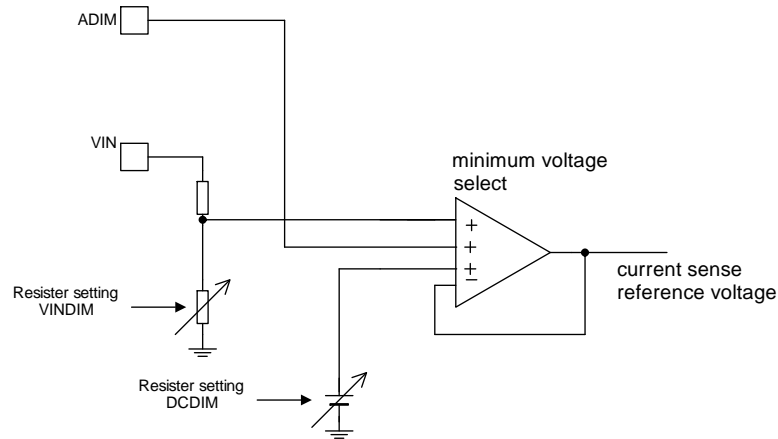 ADIM
VIN
minimum voltage
select
+
+
+
−
current sense
reference voltage
Resister setting
VINDIM
Resister setting
DCDIM